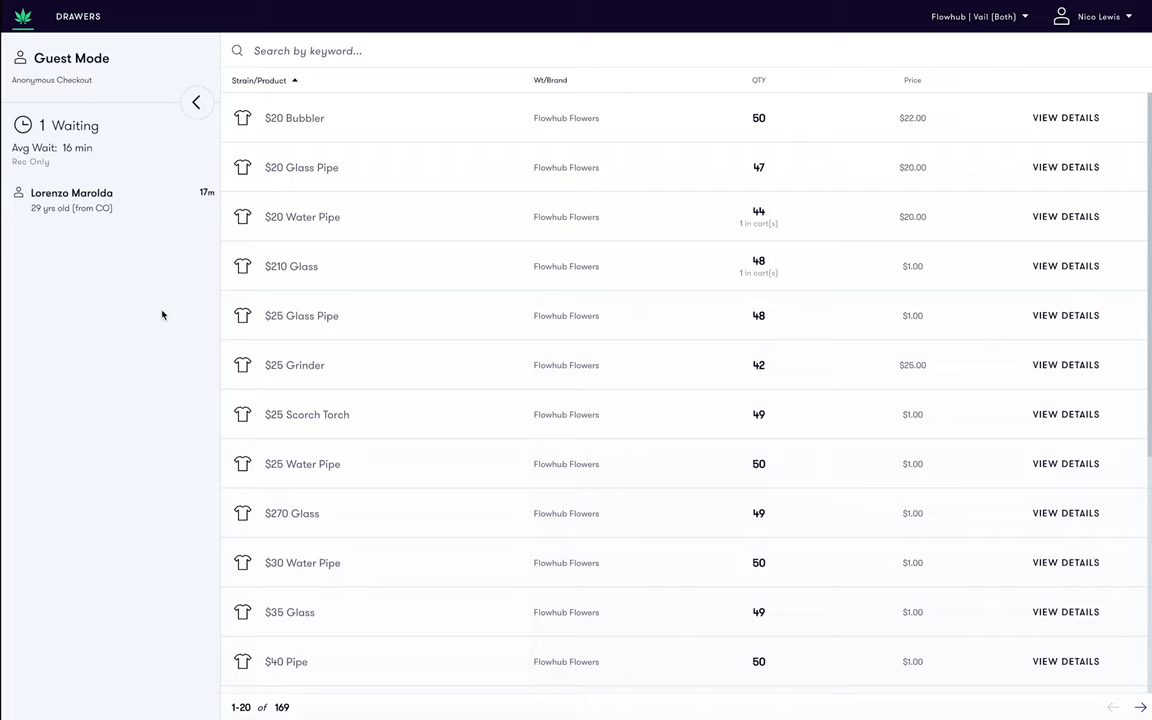 DRAWERS
Flowhub | Vail (Both)
Nico Lewis
Guest Mode
Anonymous Checkout
1 Waiting
Avg Wait: 16 min
Rec Only
Lorenzo Marolda 17m
29 yrs old (from CO)
Search by keyword...
Strain/Product Wt/Brand QTY Price
$20 Bubbler Flowhub Flowers 50 $22.00 VIEW DETAILS
$20 Glass Pipe Flowhub Flowers 47 $20.00 VIEW DETAILS
$20 Water Pipe Flowhub Flowers 44 $20.00 VIEW DETAILS
1 in cart(s)
$210 Glass Flowhub Flowers 48 $1.00 VIEW DETAILS
1 in cart(s)
$25 Glass Pipe Flowhub Flowers 48 $1.00 VIEW DETAILS
$25 Grinder Flowhub Flowers 42 $25.00 VIEW DETAILS
$25 Scorch Torch Flowhub Flowers 49 $1.00 VIEW DETAILS
$25 Water Pipe Flowhub Flowers 50 $1.00 VIEW DETAILS
$270 Glass Flowhub Flowers 49 $1.00 VIEW DETAILS
$30 Water Pipe Flowhub Flowers 50 $1.00 VIEW DETAILS
$35 Glass Flowhub Flowers 49 $1.00 VIEW DETAILS
$40 Pipe Flowhub Flowers 50 $1.00 VIEW DETAILS
1-20 of 169